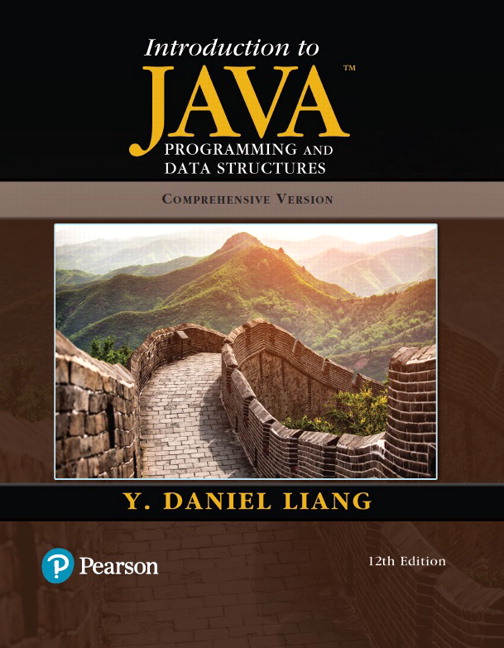 Introduction to
JAVA™
PROGRAMMING AND
DATA STRUCTURES
COMPREHENSIVE VERSION
Y. DANIEL LIANG
P Pearson
12th Edition